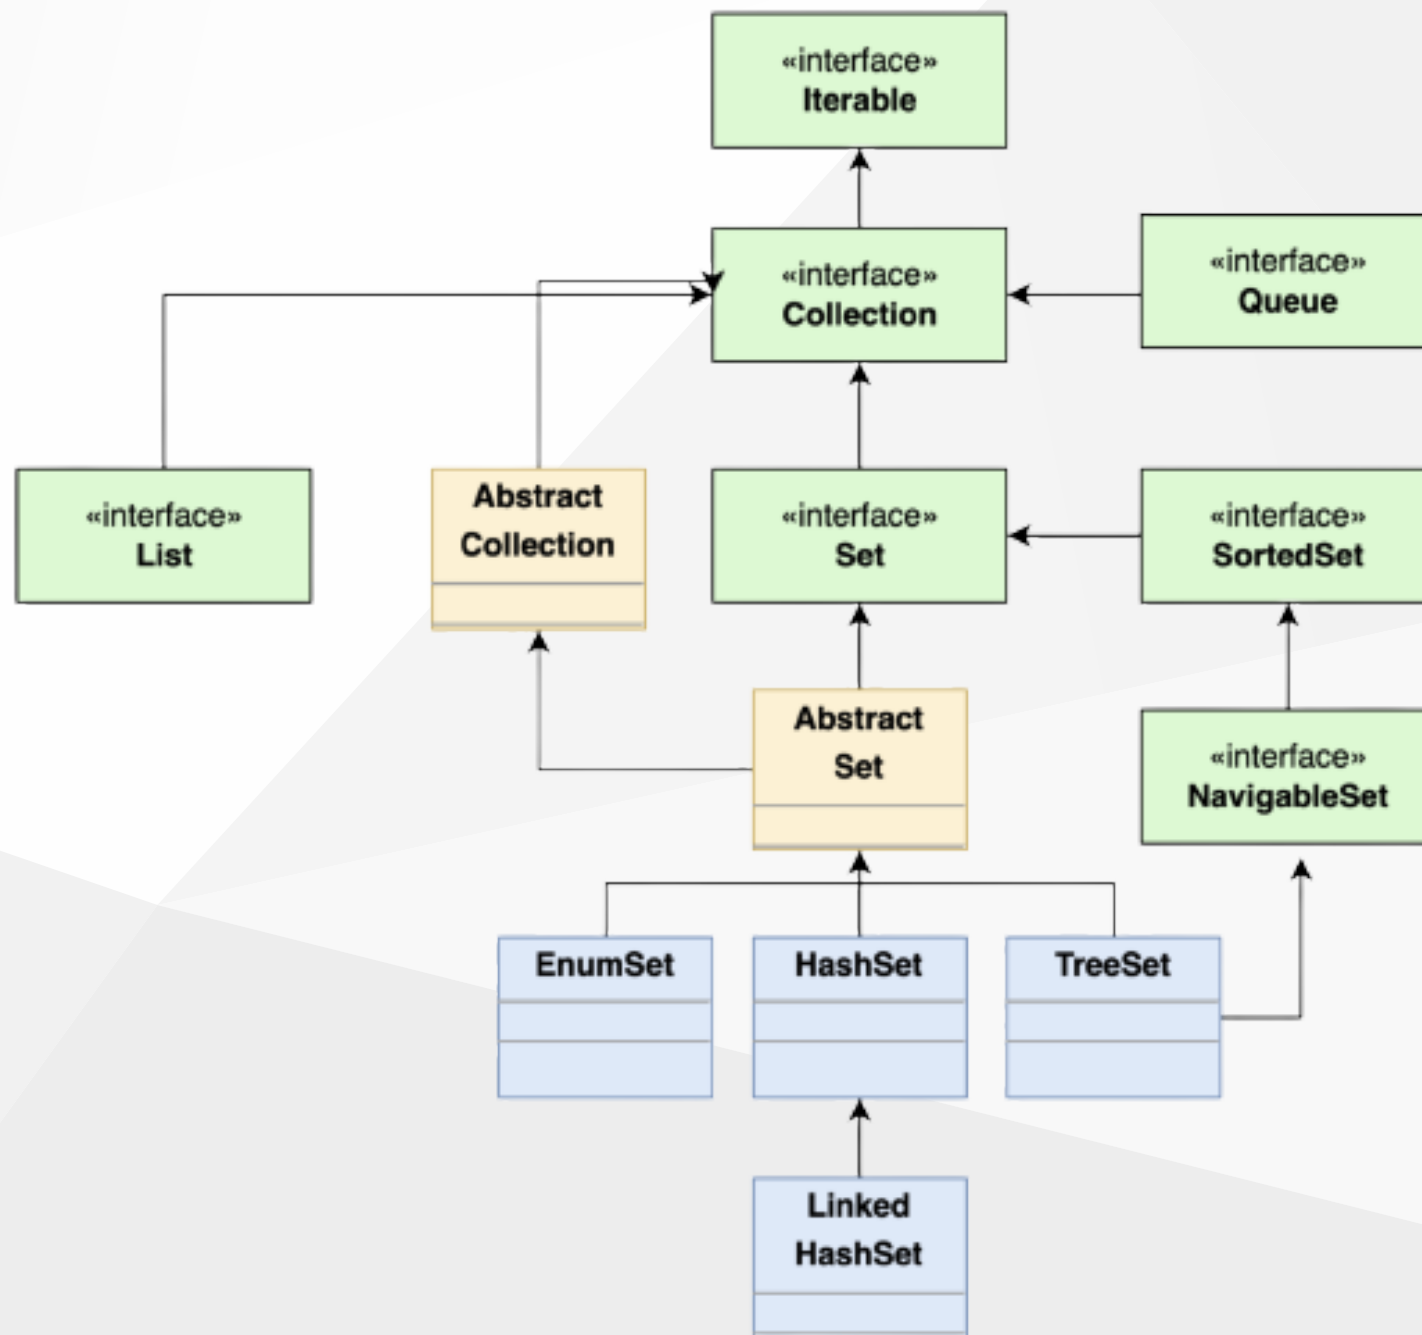 «interface»
Iterable
«interface»
Collection
«interface»
Queue
«interface»
List
Abstract
Collection
«interface»
Set
«interface»
SortedSet
Abstract
Set
«interface»
NavigableSet
EnumSet
HashSet
TreeSet
Linked
HashSet